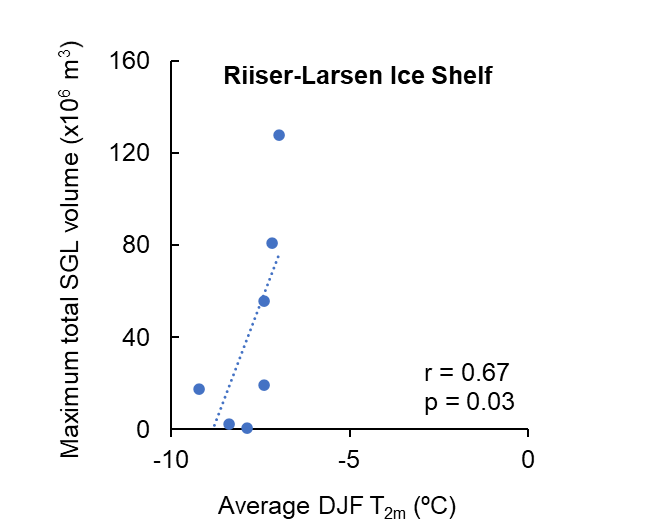 Riiser-Larsen Ice Shelf
Maximum total SGL volume (x10⁶ m³)
160
120
80
40
0
-10
-5
0
r = 0.67
p = 0.03
Average DJF T₂ₘ (ºC)